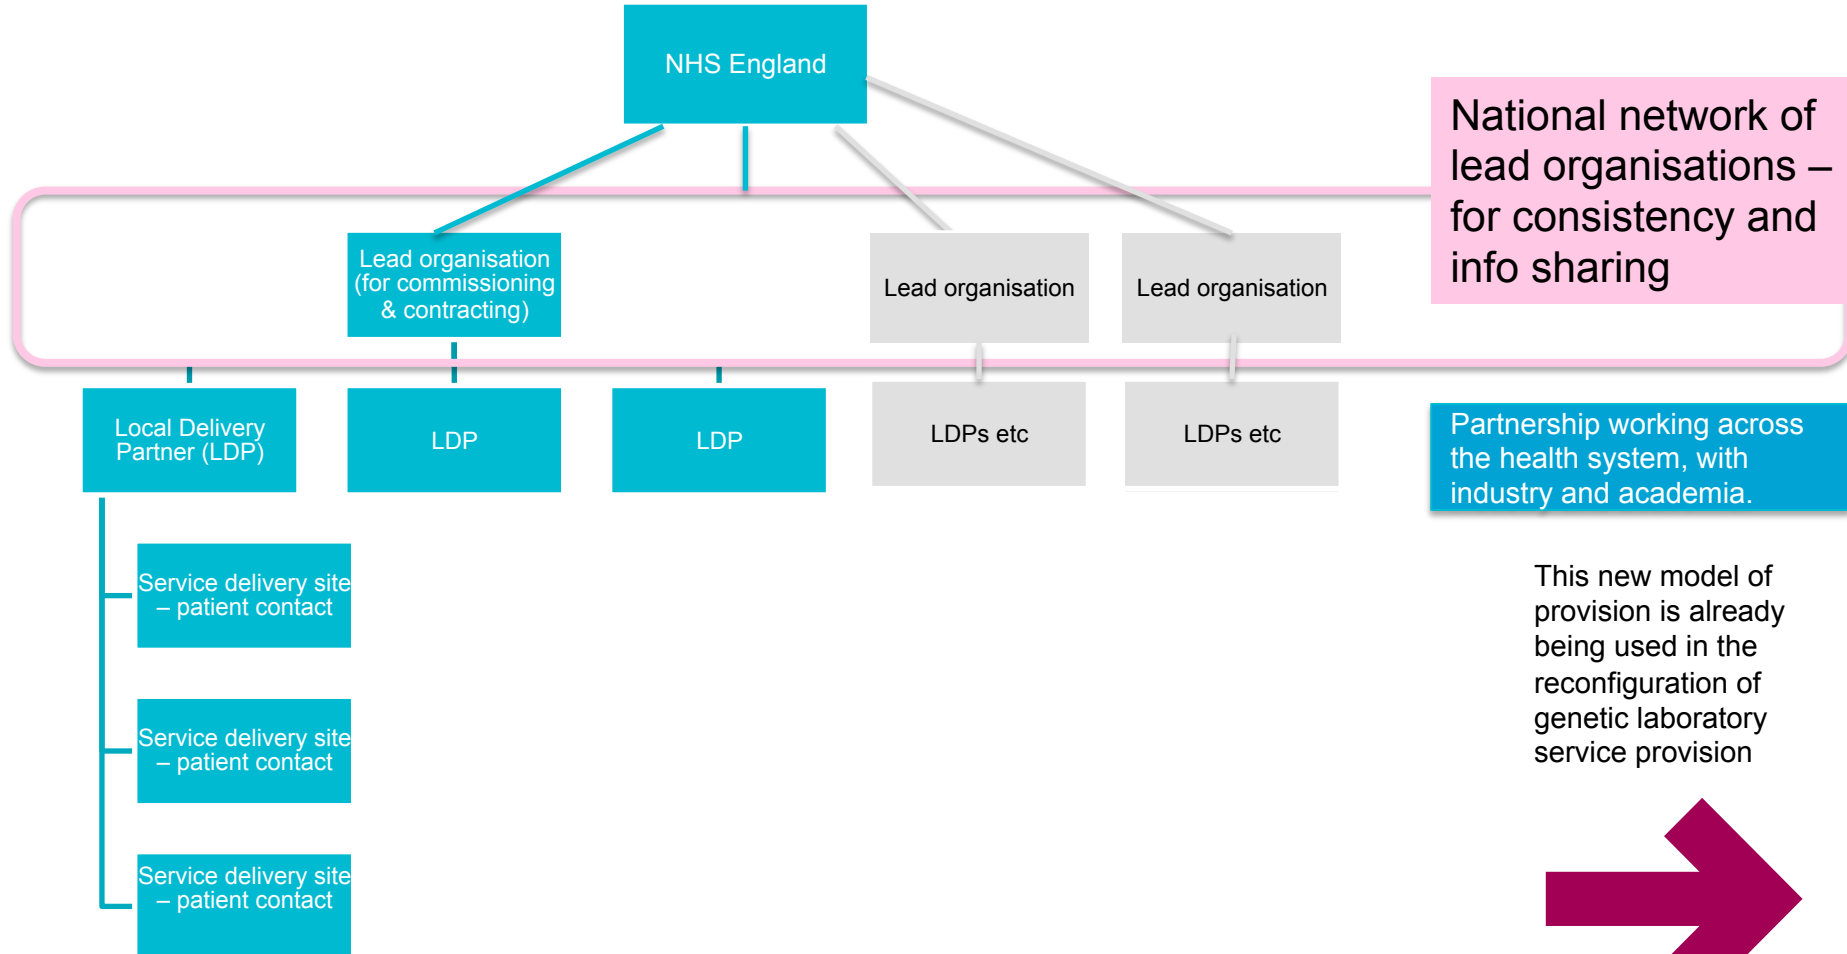 NHS England
National network of
lead organisations –
for consistency and
info sharing
Lead organisation
(for commissioning
& contracting)
Lead organisation
Lead organisation
Local Delivery
Partner (LDP)
LDP
LDP
LDPs etc
LDPs etc
Partnership working across
the health system, with
industry and academia.
Service delivery site
– patient contact
Service delivery site
– patient contact
Service delivery site
– patient contact
This new model of
provision is already
being used in the
reconfiguration of
genetic laboratory
service provision